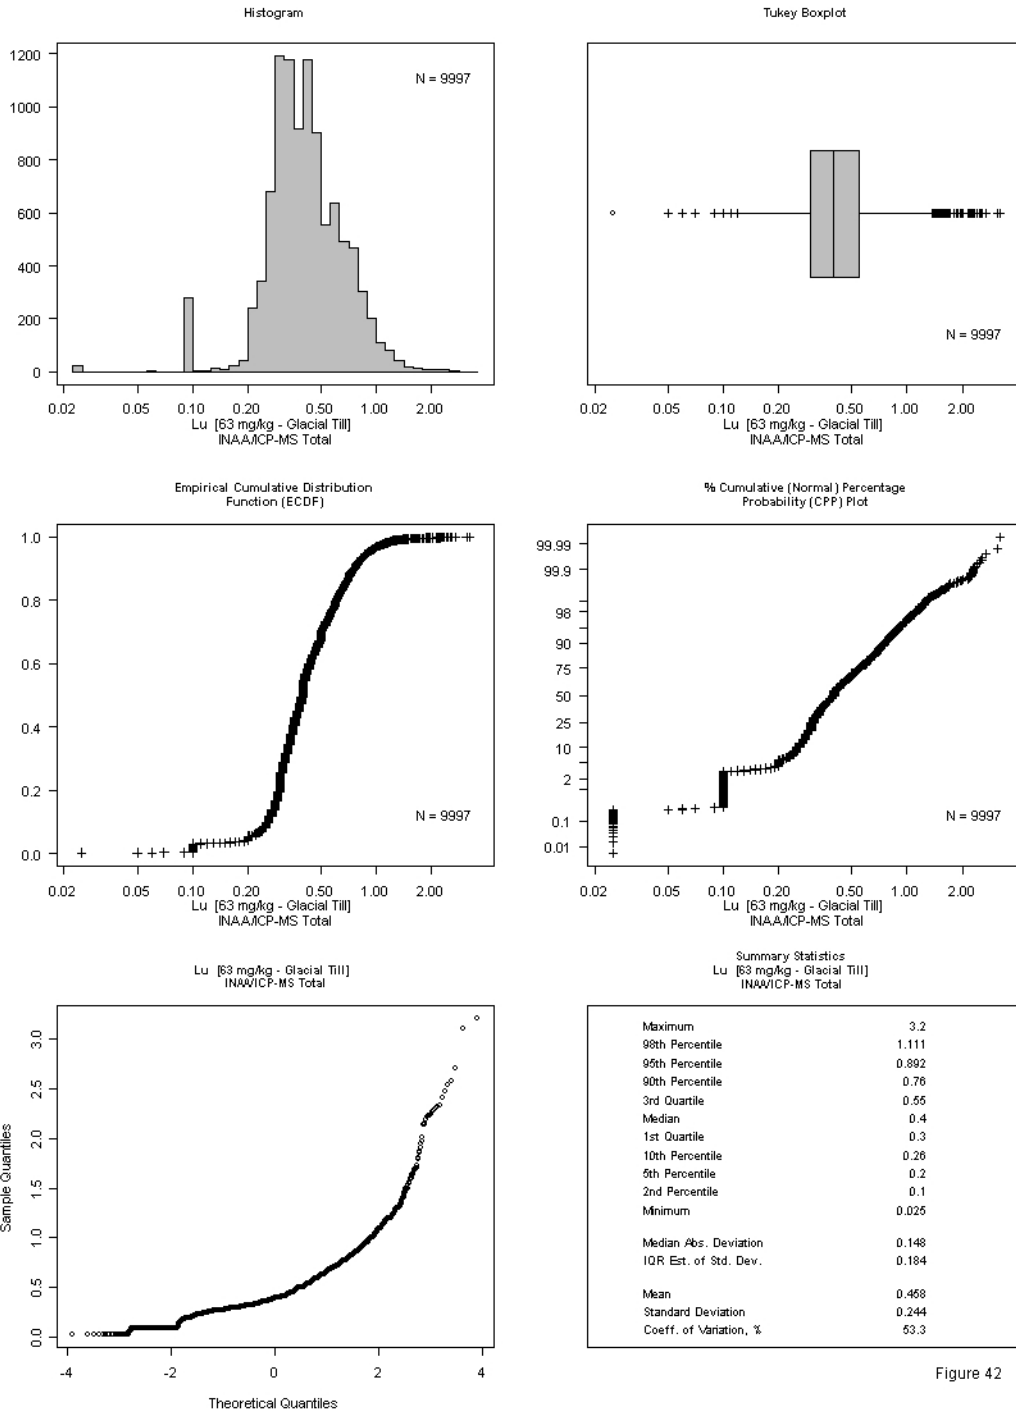 Histogram
1200
1000
800
600
400
200
0
N = 9997
0.02 0.05 0.10 0.20 0.50 1.00 2.00
Lu [63 mg/kg - Glacial Till]
INAA/ICP-MS Total
Tukey Boxplot
N = 9997
0.02 0.05 0.10 0.20 0.50 1.00 2.00
Lu [63 mg/kg - Glacial Till]
INAA/ICP-MS Total
Empirical Cumulative Distribution
Function (ECDF)
1.0
0.8
0.6
0.4
0.2
0.0
N = 9997
0.02 0.05 0.10 0.20 0.50 1.00 2.00
Lu [63 mg/kg - Glacial Till]
INAA/ICP-MS Total
% Cumulative (Normal) Percentage
Probability (CPP) Plot
99.99
99.9
98
90
75
50
25
10
2
0.1
0.01
N = 9997
0.02 0.05 0.10 0.20 0.50 1.00 2.00
Lu [63 mg/kg - Glacial Till]
INAA/ICP-MS Total
Lu [63 mg/kg - Glacial Till]
INAA/ICP-MS Total
Sample Quantiles
3.0
2.5
2.0
1.5
1.0
0.5
0.0
-4 -2 0 2 4
Theoretical Quantiles
Summary Statistics
Lu [63 mg/kg - Glacial Till]
INAA/ICP-MS Total
Maximum 3.2
98th Percentile 1.111
95th Percentile 0.892
90th Percentile 0.76
3rd Quartile 0.55
Median 0.4
1st Quartile 0.3
10th Percentile 0.26
5th Percentile 0.2
2nd Percentile 0.1
Minimum 0.025
Median Abs. Deviation 0.148
IQR Est. of Std. Dev. 0.184
Mean 0.458
Standard Deviation 0.244
Coeff. of Variation, % 53.3
Figure 42